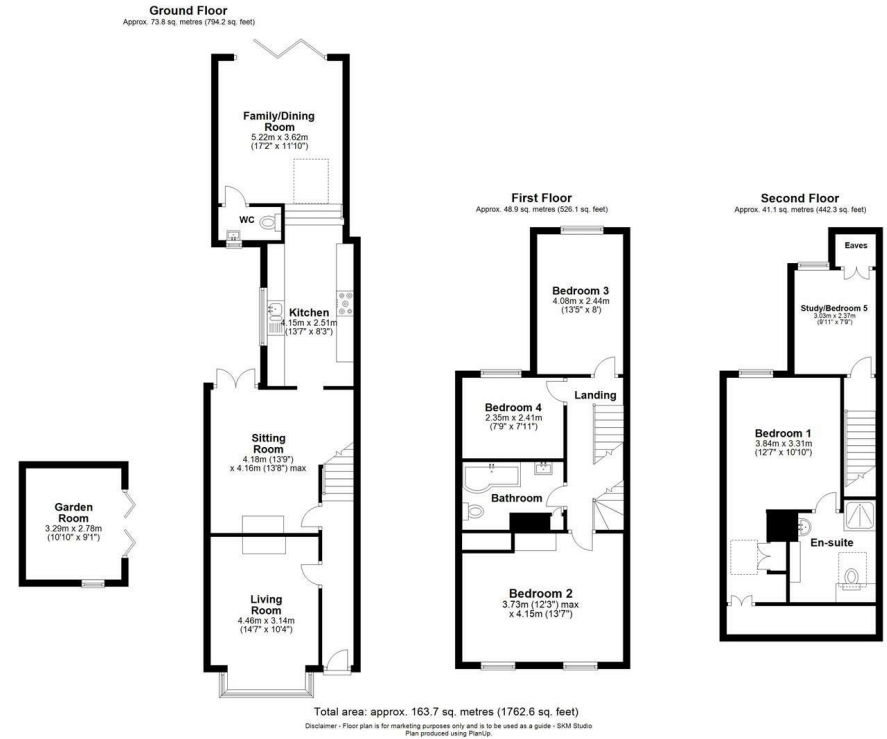 Ground Floor
Approx. 73.8 sq. metres (794.2 sq. feet)
Family/Dining
Room
5.22m x 3.62m
(17'2" x 11'10")
WC
Kitchen
4.15m x 2.51m
(13'7" x 8'3")
Sitting
Room
4.18m (13'9")
x 4.16m (13'8") max
Living
Room
4.46m x 3.14m
(14'7" x 10'4")
Garden
Room
3.29m x 2.78m
(10'10" x 9'1")
First Floor
Approx. 48.9 sq. metres (526.1 sq. feet)
Bedroom 3
4.08m x 2.44m
(13'5" x 8')
Landing
Bedroom 4
2.35m x 2.41m
(7'9" x 7'11")
Bathroom
Bedroom 2
3.73m (12'3") max
x 4.15m (13'7")
Second Floor
Approx. 41.1 sq. metres (442.3 sq. feet)
Eaves
Study/Bedroom 5
3.03m x 2.37m
(9'11" x 7'9")
Bedroom 1
3.84m x 3.31m
(12'7" x 10'10")
En-suite
Total area: approx. 163.7 sq. metres (1762.6 sq. feet)
Disclaimer - Floor plan is for marketing purposes only and is to be used as a guide - SKM Studio
Plan produced using PlanUp.